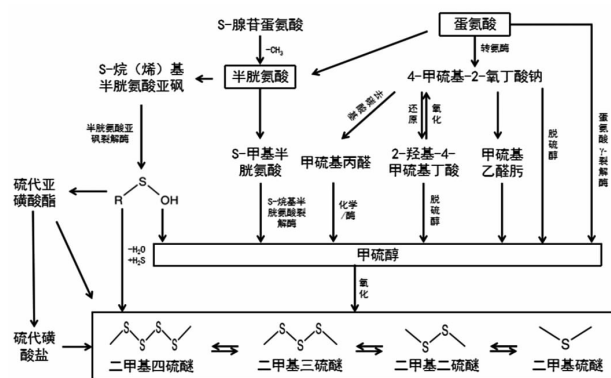 S-腺苷蛋氨酸
蛋氨酸
-CH₃
转氨酶
S-烷（烯）基
半胱氨酸亚砜
半胱氨酸
4-甲硫基-2-氧丁酸钠
去碳酸基
还原
氧化
脱硫醇
蛋氨酸γ-裂解酶
半胱氨酸亚
砜裂解酶
S-甲基半
胱氨酸
甲硫基丙醛
2-羟基-4-
甲硫基丁酸
甲硫基
乙醛肟
硫代亚
磺酸酯
S
R
OH
S-烷基半
胱氨酸裂
解酶
化学
/酶
脱硫醇
-H₂O
+H₂S
甲硫醇
氧化
硫代磺
酸盐
S S S S
S S S
S S
S
二甲基四硫醚
二甲基三硫醚
二甲基二硫醚
二甲基硫醚